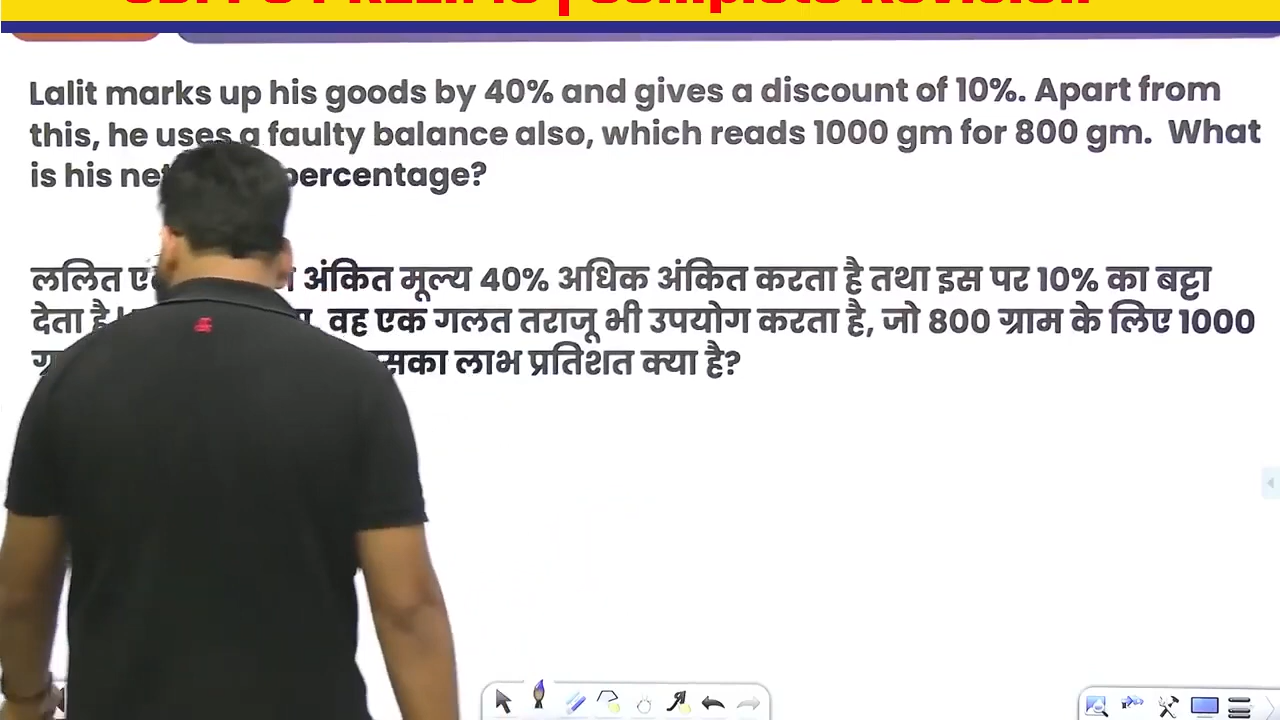 Complete Revision
Lalit marks up his goods by 40% and gives a discount of 10%. Apart from
this, he uses a faulty balance also, which reads 1000 gm for 800 gm. What
is his percentage?
ललित अंकित मूल्य 40% अधिक अंकित करता है तथा इस पर 10% का बट्टा
देता है वह एक गलत तराजू भी उपयोग करता है, जो 800 ग्राम के लिए 1000
लाभ प्रतिशत क्या है?